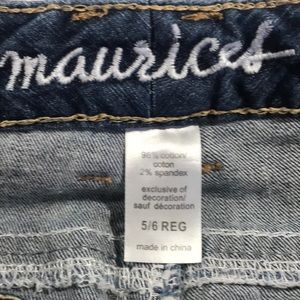 maurices
98% cotton/
coton
2% spandex
exclusive of
decoration/
sauf décoration
5/6 REG
made in china